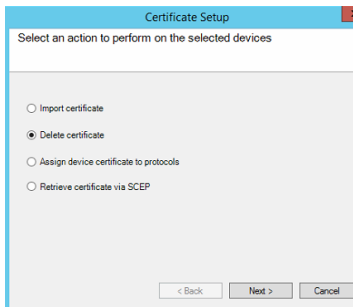 Certificate Setup
Select an action to perform on the selected devices
Import certificate
Delete certificate
Assign device certificate to protocols
Retrieve certificate via SCEP
< Back Next > Cancel